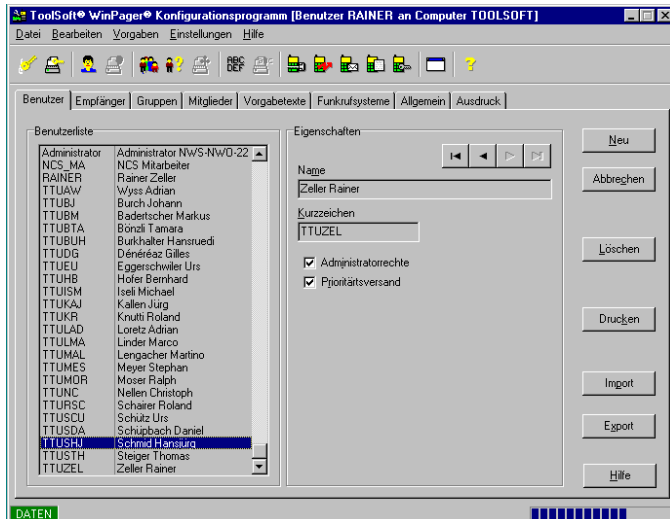 ToolSoft® WinPager® Konfigurationsprogramm [Benutzer RAINER an Computer TOOLSOFT]
Datei Bearbeiten Vorgaben Einstellungen Hilfe
ABC
DEF
Benutzer Empfänger Gruppen Mitglieder Vorgabetexte Funkrufsysteme Allgemein Ausdruck
Benutzerliste
Administrator Administrator NWS-NWO-22
NCS_MA NCS Mitarbeiter
RAINER Rainer Zeller
TTUAW Wyss Adrian
TTUBJ Burch Johann
TTUBM Badertscher Markus
TTUBTA Bönzli Tamara
TTUBUH Burkhalter Hansruedi
TTUDG Dénéréaz Gilles
TTUEU Eggerschwiler Urs
TTUHB Hofer Bernhard
TTUISM Iseli Michael
TTUKAJ Kallen Jürg
TTUKR Knutti Roland
TTULAD Loretz Adrian
TTULMA Linder Marco
TTUMAL Lengacher Martino
TTUMES Meyer Stephan
TTUMOR Moser Ralph
TTUNC Nellen Christoph
TTURSC Schairer Roland
TTUSCU Schütz Urs
TTUSDA Schüpbach Daniel
TTUSHJ Schmid Hansjürg
TTUSTH Steiger Thomas
TTUZEL Zeller Rainer
Eigenschaften
Name
Zeller Rainer
Kurzzeichen
TTUZEL
Administratorrechte
Prioritärtsversand
Neu
Abbrechen
Löschen
Drucken
Import
Export
Hilfe
DATEN